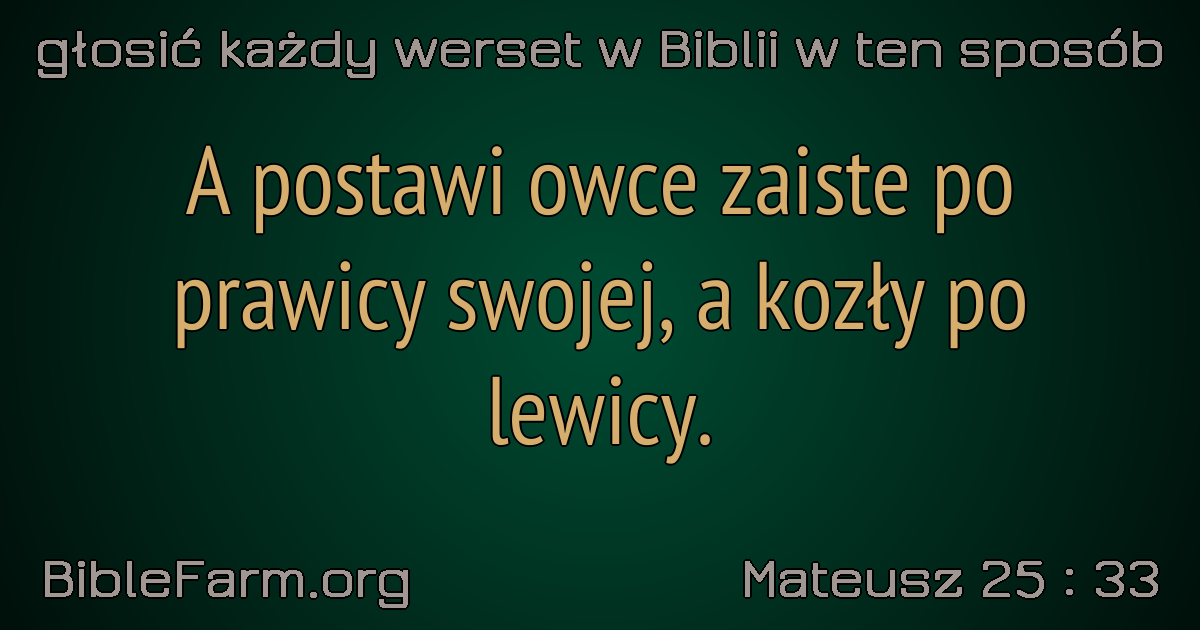 głosić każdy werset w Biblii w ten sposób
A postawi owce zaiste po
prawicy swojej, a kozły po
lewicy.
BibleFarm.org
Mateusz 25 : 33